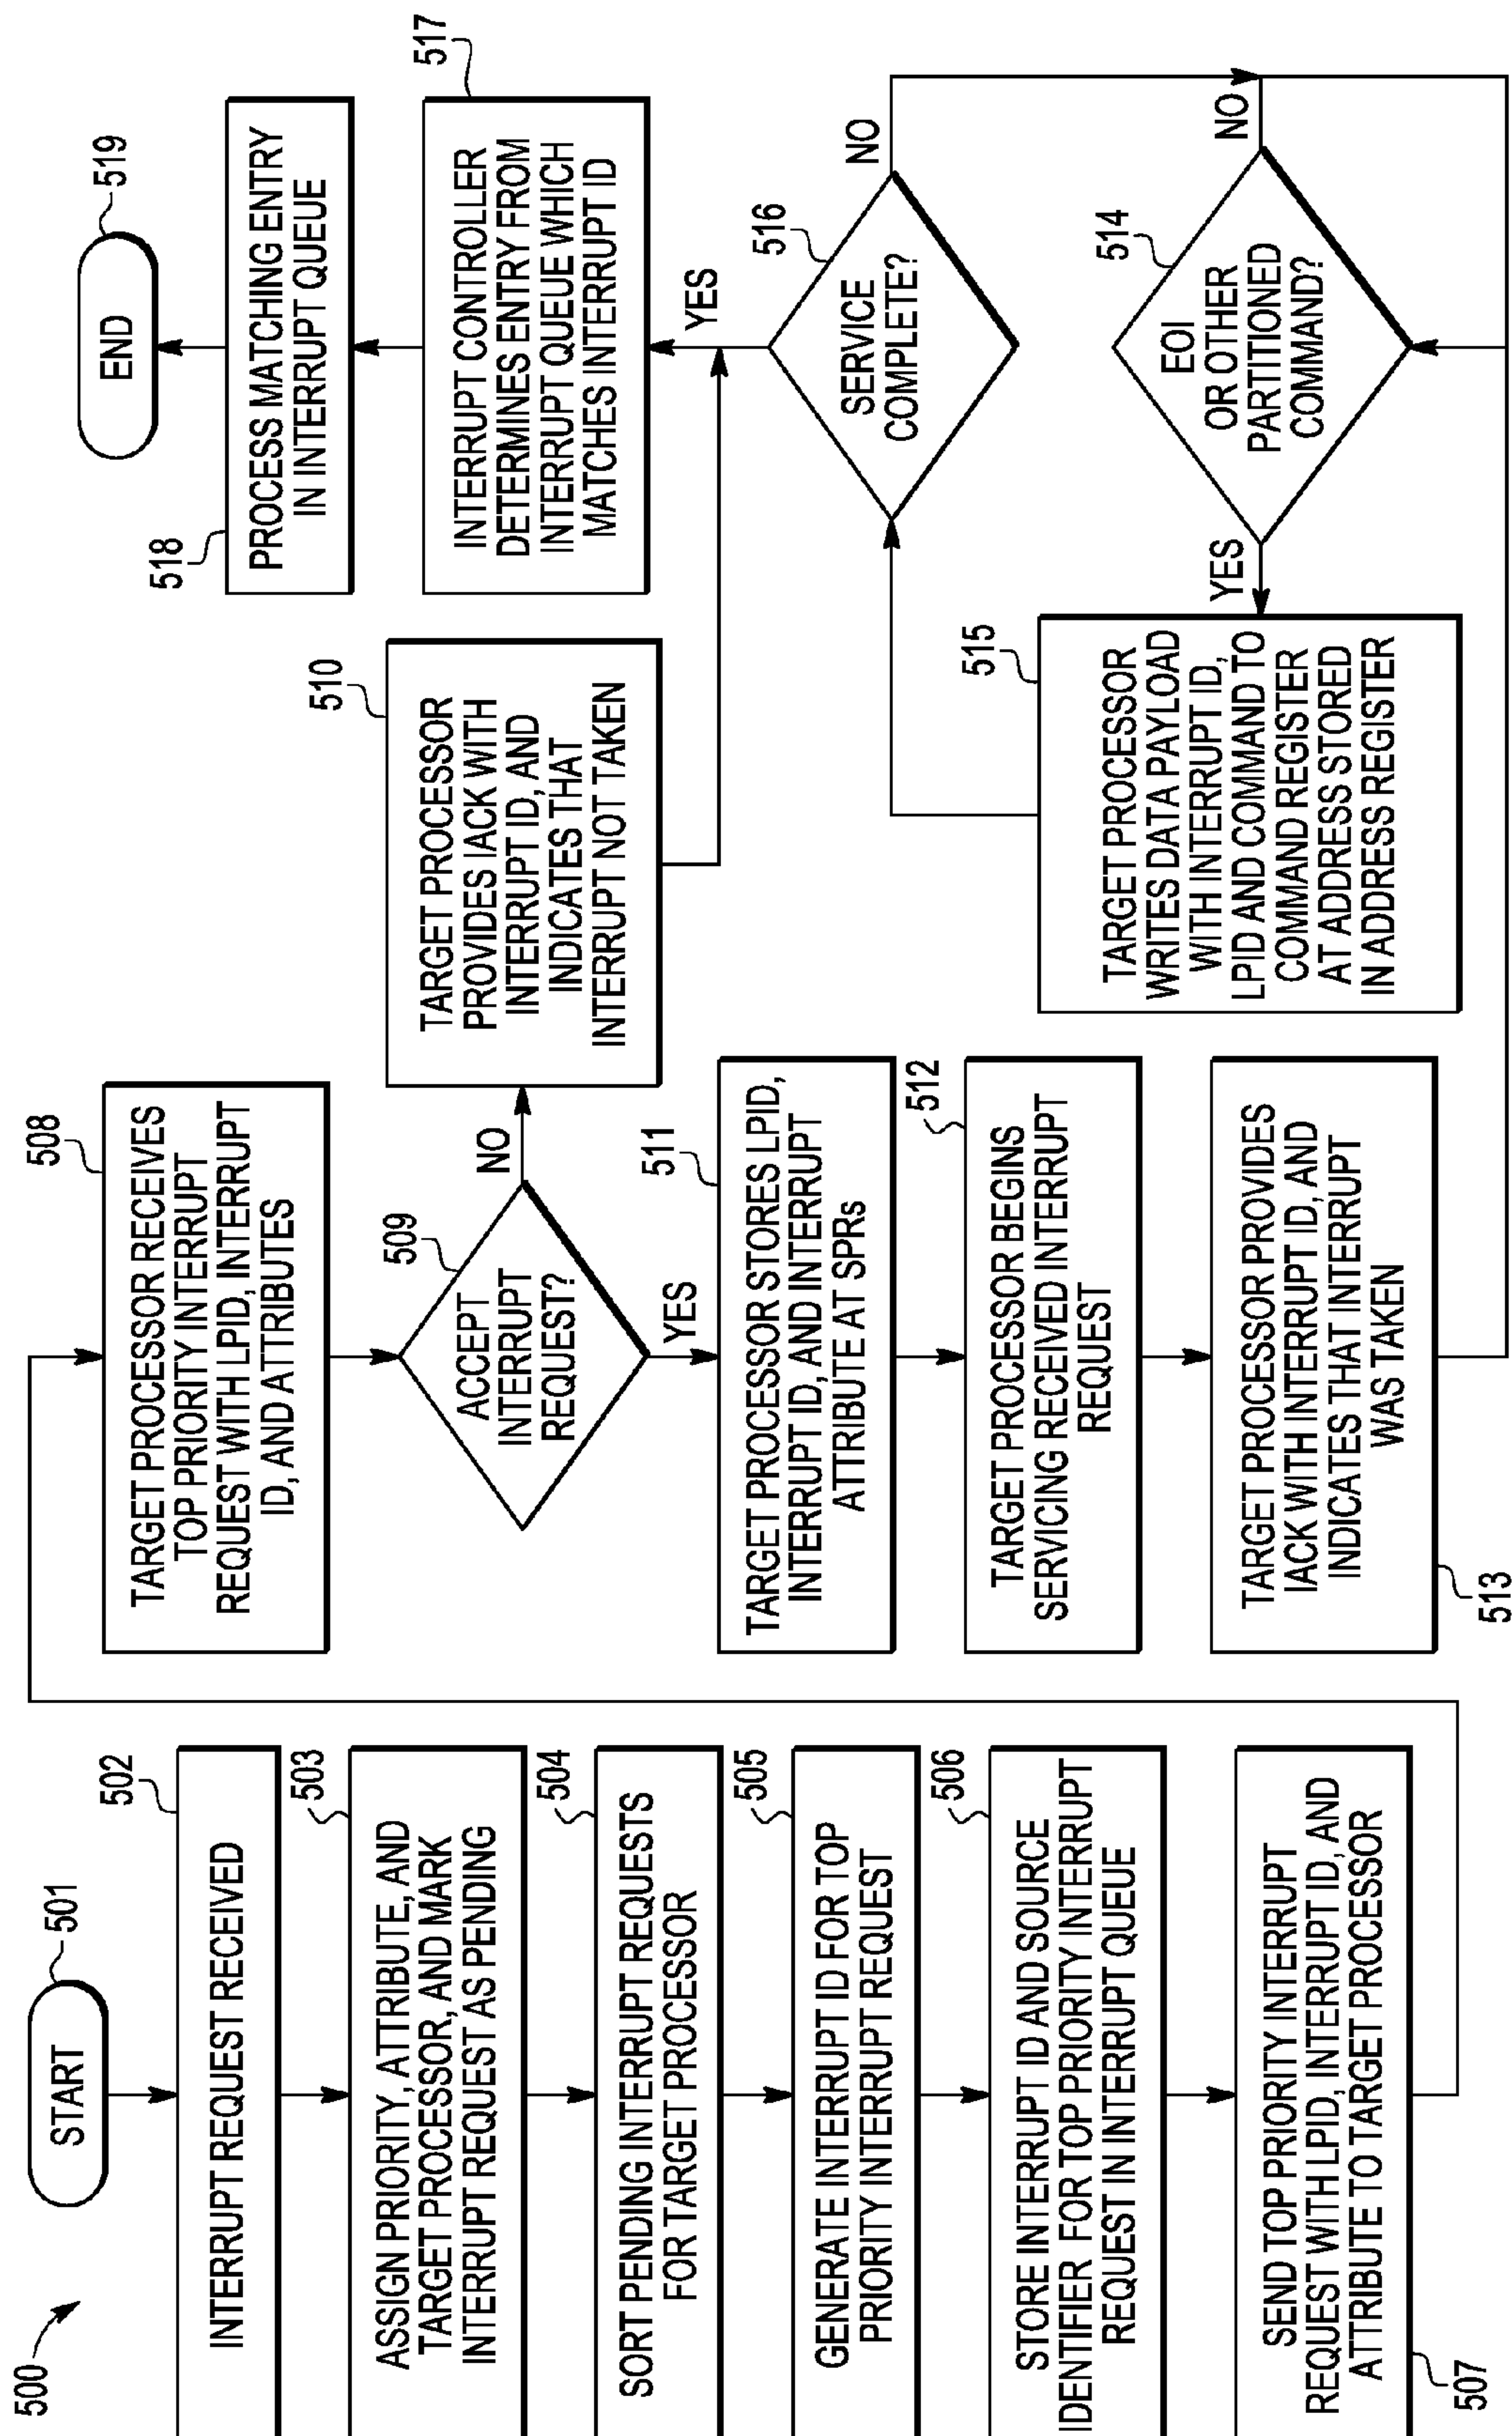 500
START
501
502
INTERRUPT REQUEST RECEIVED
503
ASSIGN PRIORITY, ATTRIBUTE, AND
TARGET PROCESSOR, AND MARK
INTERRUPT REQUEST AS PENDING
504
SORT PENDING INTERRUPT REQUESTS
FOR TARGET PROCESSOR
505
GENERATE INTERRUPT ID FOR TOP
PRIORITY INTERRUPT REQUEST
506
STORE INTERRUPT ID AND SOURCE
IDENTIFIER FOR TOP PRIORITY INTERRUPT
REQUEST IN INTERRUPT QUEUE
SEND TOP PRIORITY INTERRUPT
REQUEST WITH LPID, INTERRUPT ID, AND
ATTRIBUTE TO TARGET PROCESSOR
507
508
TARGET PROCESSOR RECEIVES
TOP PRIORITY INTERRUPT
REQUEST WITH LPID, INTERRUPT
ID, AND ATTRIBUTES
509
ACCEPT
INTERRUPT
REQUEST?
NO
YES
510
TARGET PROCESSOR
PROVIDES IACK WITH
INTERRUPT ID, AND
INDICATES THAT
INTERRUPT NOT TAKEN
511
TARGET PROCESSOR STORES LPID,
INTERRUPT ID, AND INTERRUPT
ATTRIBUTE AT SPRs
512
TARGET PROCESSOR BEGINS
SERVICING RECEIVED INTERRUPT
REQUEST
TARGET PROCESSOR PROVIDES
IACK WITH INTERRUPT ID, AND
INDICATES THAT INTERRUPT
WAS TAKEN
513
514
EOI
OR OTHER
PARTITIONED
COMMAND?
NO
YES
515
TARGET PROCESSOR
WRITES DATA PAYLOAD
WITH INTERRUPT ID,
LPID AND COMMAND TO
COMMAND REGISTER
AT ADDRESS STORED
IN ADDRESS REGISTER
516
SERVICE
COMPLETE?
NO
YES
517
INTERRUPT CONTROLLER
DETERMINES ENTRY FROM
INTERRUPT QUEUE WHICH
MATCHES INTERRUPT ID
518
PROCESS MATCHING ENTRY
IN INTERRUPT QUEUE
END
519